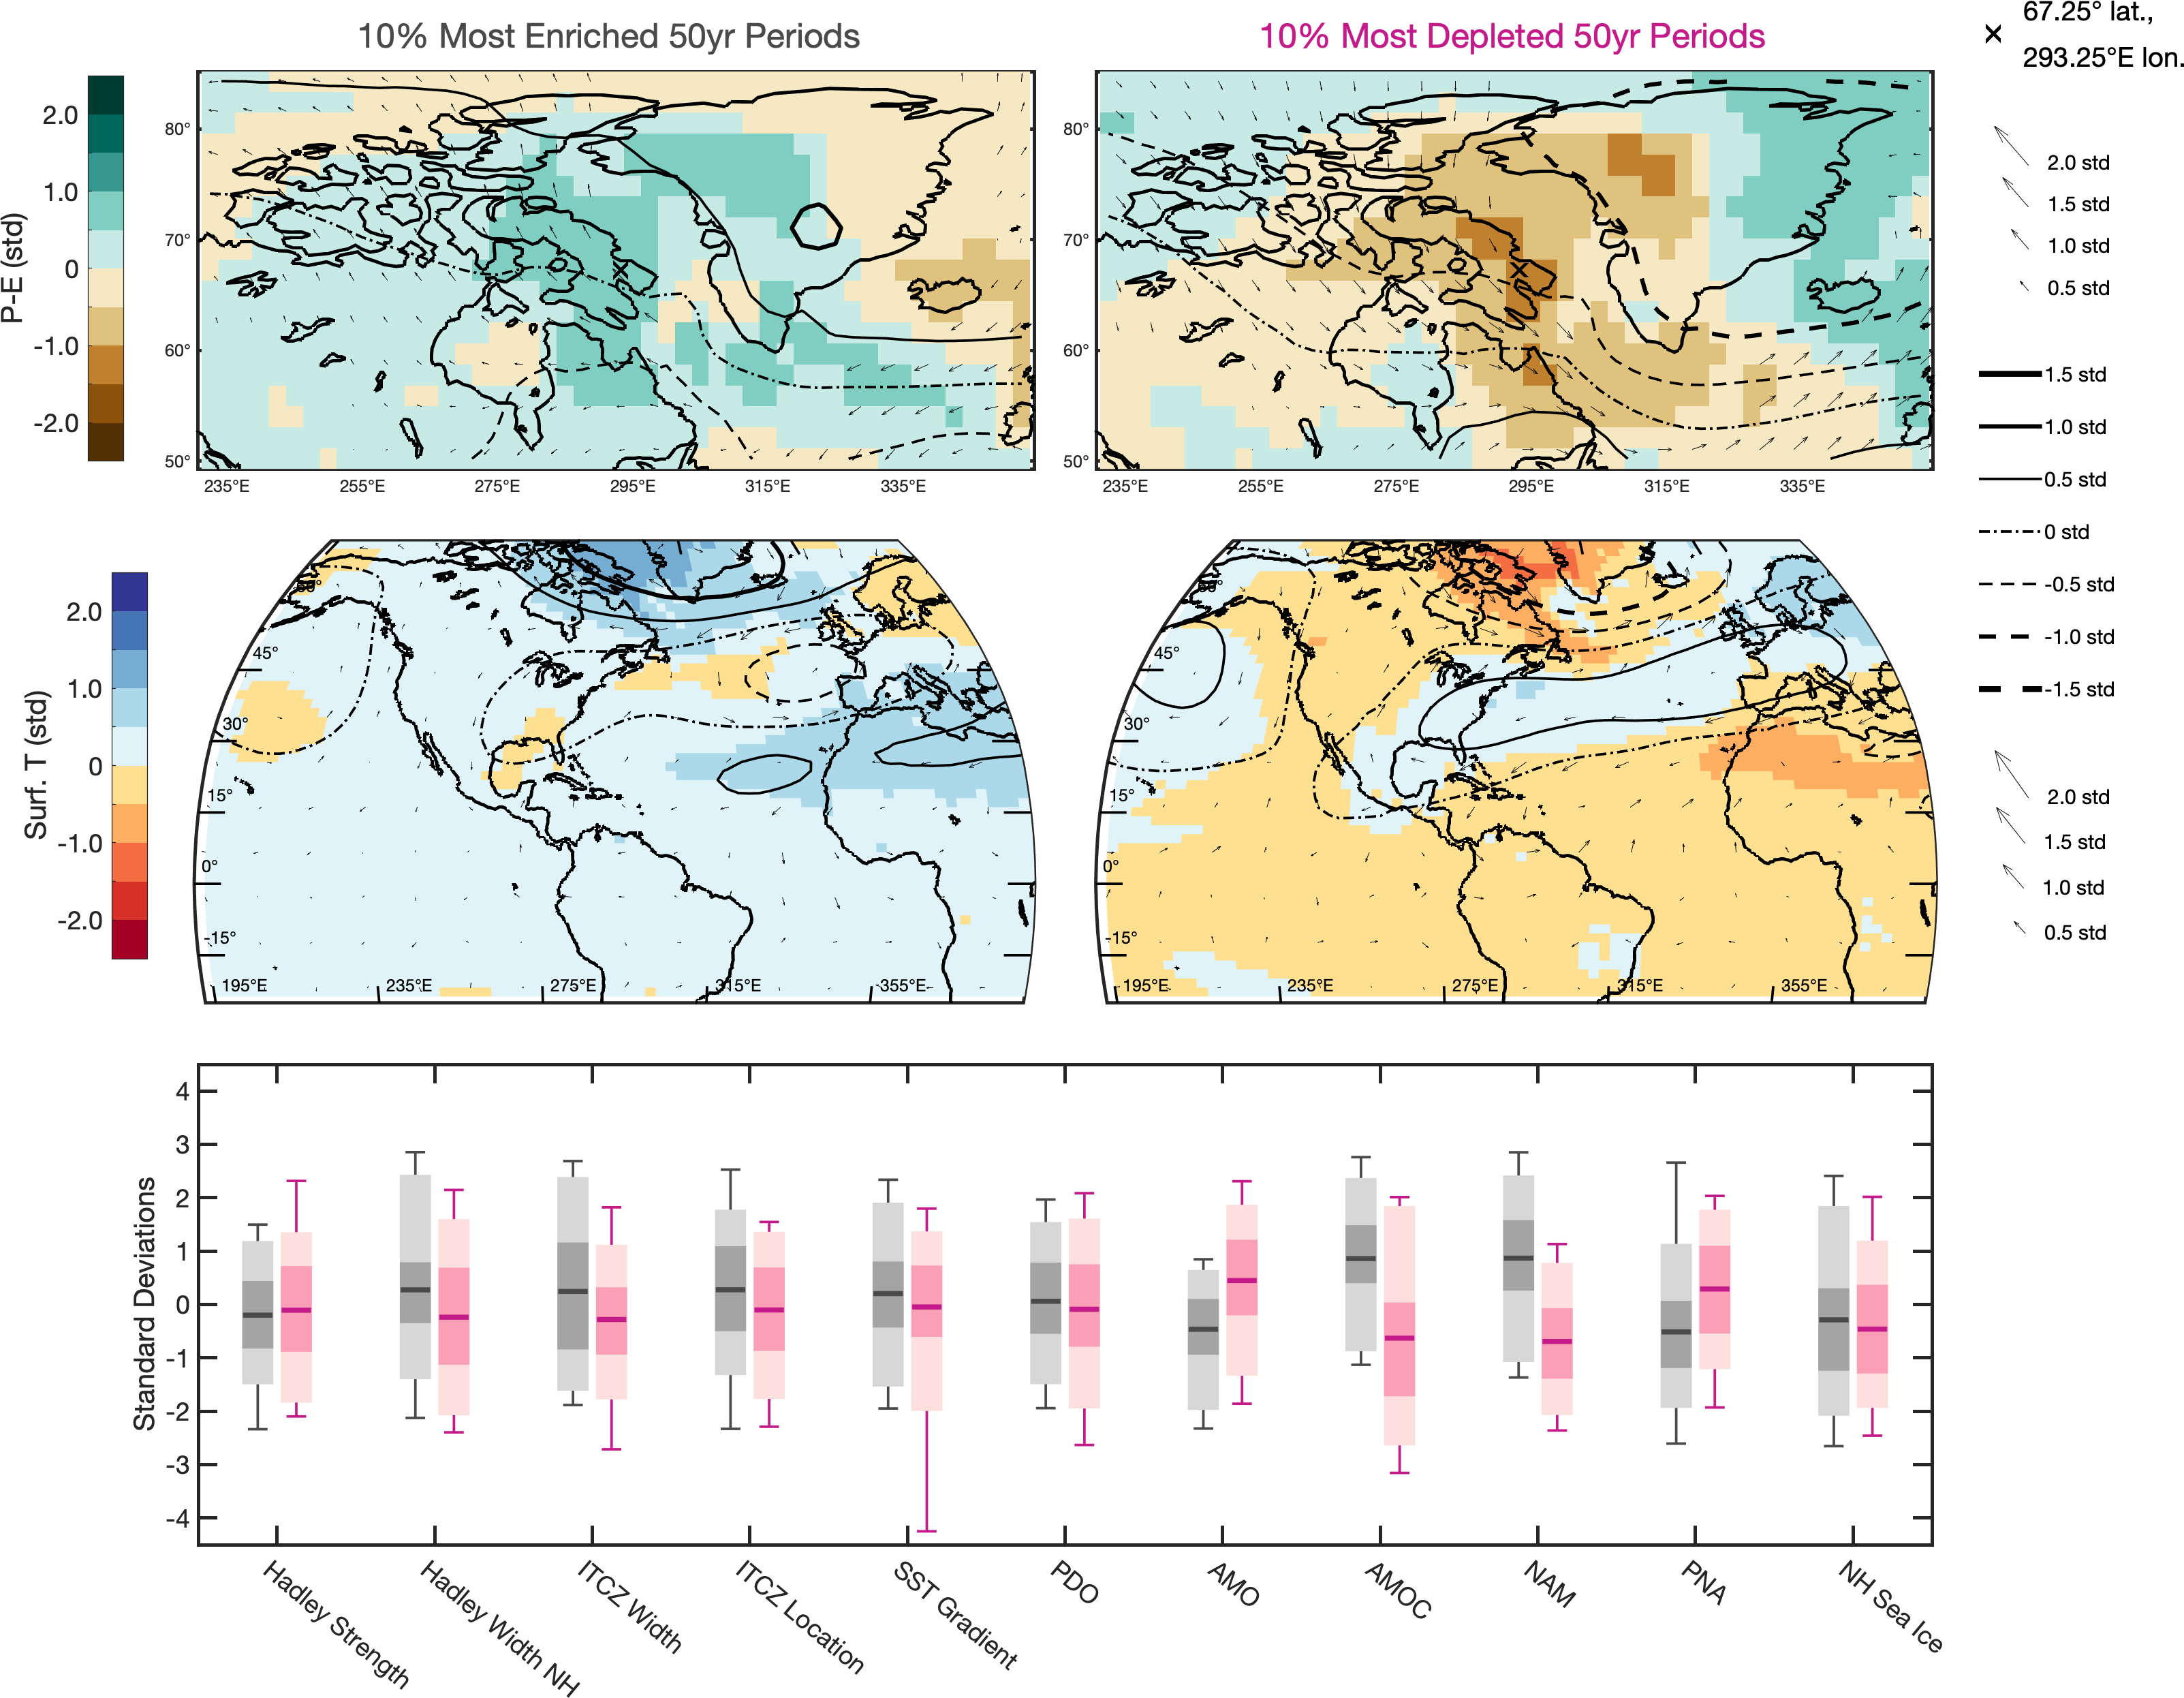 10% Most Enriched 50yr Periods
10% Most Depleted 50yr Periods
67.25° lat.,
293.25°E lon.
P-E (std)
2.0
1.0
0
-1.0
-2.0
80°
70°
60°
50°
235°E
255°E
275°E
295°E
315°E
335°E
80°
70°
60°
50°
235°E
255°E
275°E
295°E
315°E
335°E
2.0 std
1.5 std
1.0 std
0.5 std
1.5 std
1.0 std
0.5 std
0 std
-0.5 std
-1.0 std
-1.5 std
Surf. T (std)
2.0
1.0
0
-1.0
-2.0
60°
45°
30°
15°
0°
-15°
195°E
235°E
275°E
315°E
355°E
60°
45°
30°
15°
0°
-15°
195°E
235°E
275°E
315°E
355°E
2.0 std
1.5 std
1.0 std
0.5 std
Standard Deviations
4
3
2
1
0
-1
-2
-3
-4
Hadley Strength
Hadley Width NH
ITCZ Width
ITCZ Location
SST Gradient
PDO
AMO
AMOC
NAM
PNA
NH Sea Ice